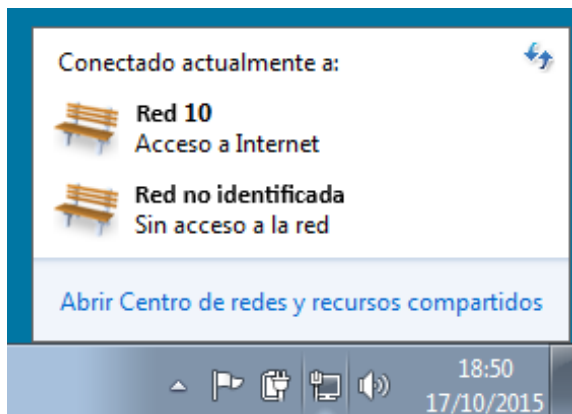 Conectado actualmente a:
Red 10
Acceso a Internet
Red no identificada
Sin acceso a la red
Abrir Centro de redes y recursos compartidos
18:50
17/10/2015